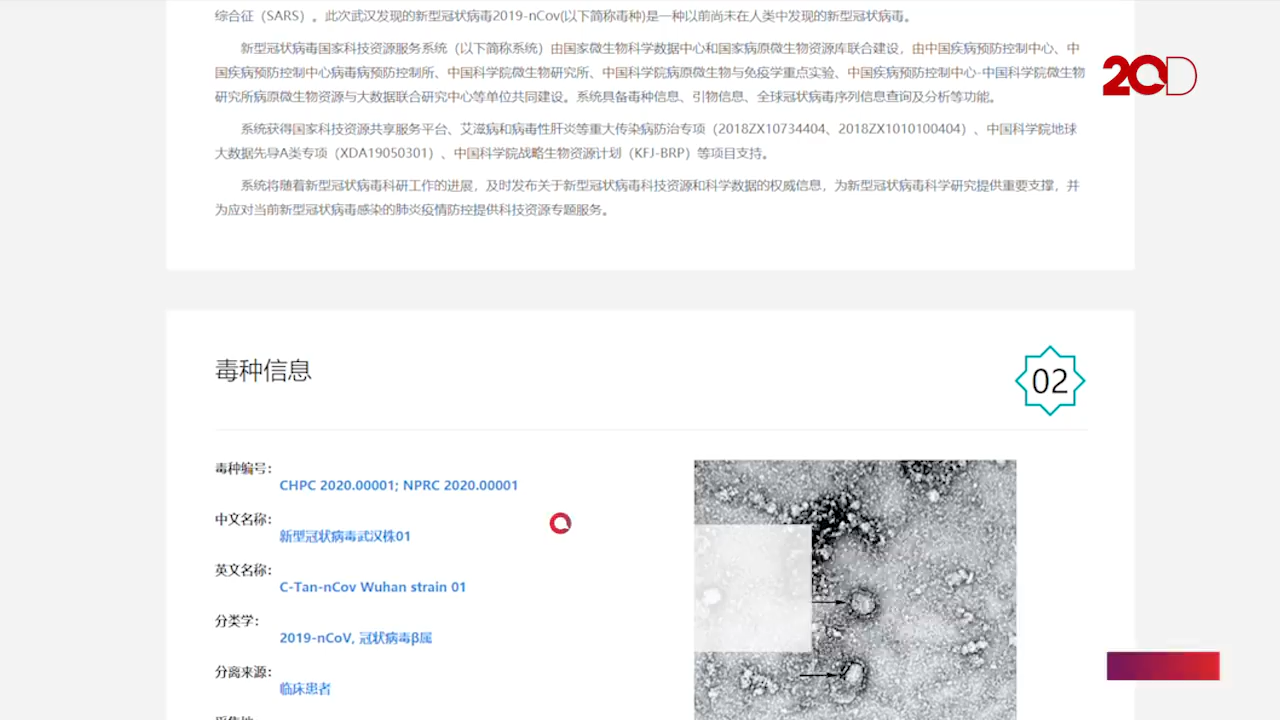 综合征（SARS）。此次武汉发现的新型冠状病毒2019-nCov(以下简称毒种)是一种以前尚未在人类中发现的新型冠状病毒。
新型冠状病毒国家科技资源服务系统（以下简称系统）由国家微生物科学数据中心和国家病原微生物资源库联合建设，由中国疾病预防控制中心、中
国疾病预防控制中心病毒病预防控制所、中国科学院微生物研究所、中国科学院病原微生物与免疫学重点实验、中国疾病预防控制中心-中国科学院微生物
研究所病原微生物资源与大数据联合研究中心等单位共同建设。系统具备毒种信息、引物信息、全球冠状病毒序列信息查询及分析等功能。
系统获得国家科技资源共享服务平台、艾滋病和病毒性肝炎等重大传染病防治专项（2018ZX10734404、2018ZX1010100404）、中国科学院地球
大数据先导A类专项（XDA19050301）、中国科学院战略生物资源计划（KFJ-BRP）等项目支持。
系统将随着新型冠状病毒科研工作的进展，及时发布关于新型冠状病毒科技资源和科学数据的权威信息，为新型冠状病毒科学研究提供重要支撑，并
为应对当前新型冠状病毒感染的肺炎疫情防控提供科技资源专题服务。
20D
毒种信息
02
毒种编号：
CHPC 2020.00001; NPRC 2020.00001
中文名称：
新型冠状病毒武汉株01
英文名称：
C-Tan-nCov Wuhan strain 01
分类学：
2019-nCoV, 冠状病毒β属
分离来源：
临床患者